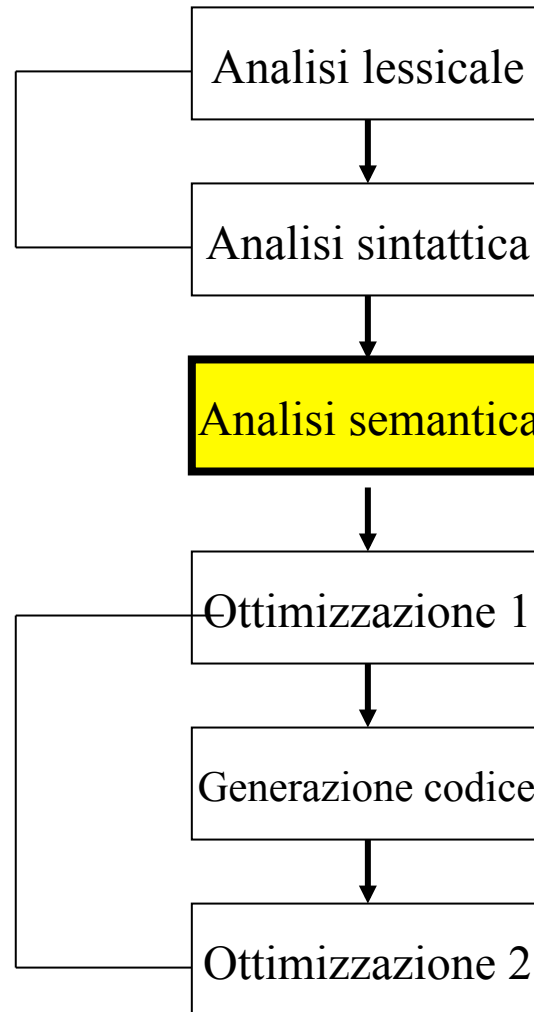 Analisi lessicale
Analisi sintattica
Analisi semantica
Ottimizzazione 1
Generazione codice
Ottimizzazione 2